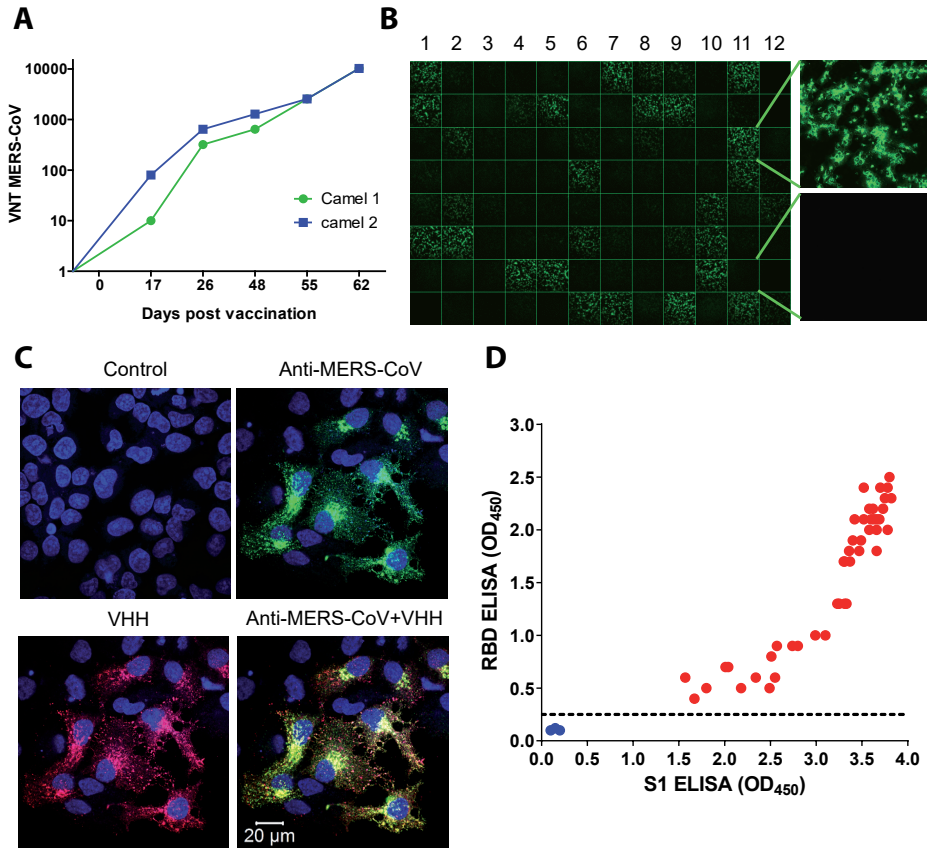 A
VNT MERS-CoV
10000
1000
100
10
1
0 17 26 48 55 62
Days post vaccination
Camel 1
camel 2
B
1 2 3 4 5 6 7 8 9 10 11 12
C
Control
Anti-MERS-CoV
VHH
Anti-MERS-CoV+VHH
20 µm
D
RBD ELISA (OD450)
3.0
2.5
2.0
1.5
1.0
0.5
0.0
0.0 0.5 1.0 1.5 2.0 2.5 3.0 3.5 4.0
S1 ELISA (OD450)